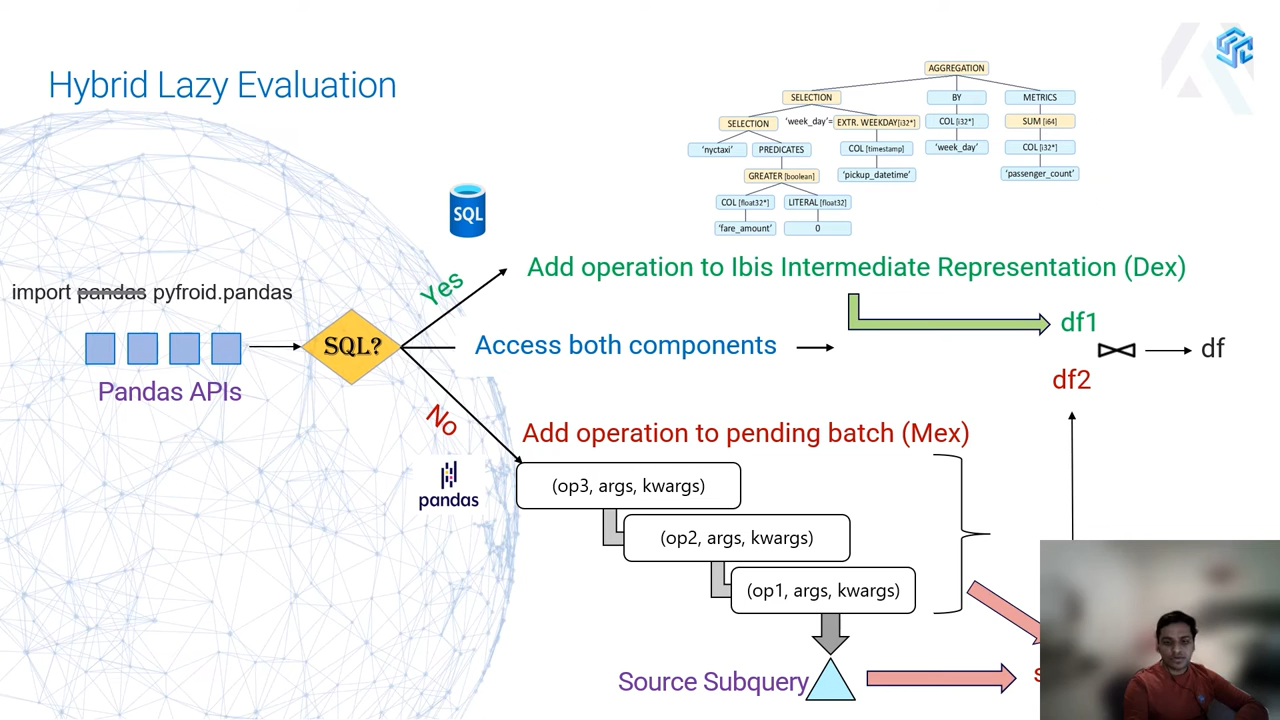 Hybrid Lazy Evaluation
AGGREGATION
SELECTION
BY
METRICS
SELECTION
'week_day'=
EXTR. WEEKDAY[i32*]
COL [i32*]
SUM [i64]
'nyctaxi'
PREDICATES
COL [timestamp]
'week_day'
COL [i32*]
GREATER [boolean]
'pickup_datetime'
'passenger_count'
COL [float32*]
LITERAL [float32]
'fare_amount'
0
SQL
Add operation to Ibis Intermediate Representation (Dex)
Yes
import pandas pyfroid.pandas
df1
SQL?
Access both components
df
Pandas APIs
df2
No
Add operation to pending batch (Mex)
pandas
(op3, args, kwargs)
(op2, args, kwargs)
(op1, args, kwargs)
Source Subquery